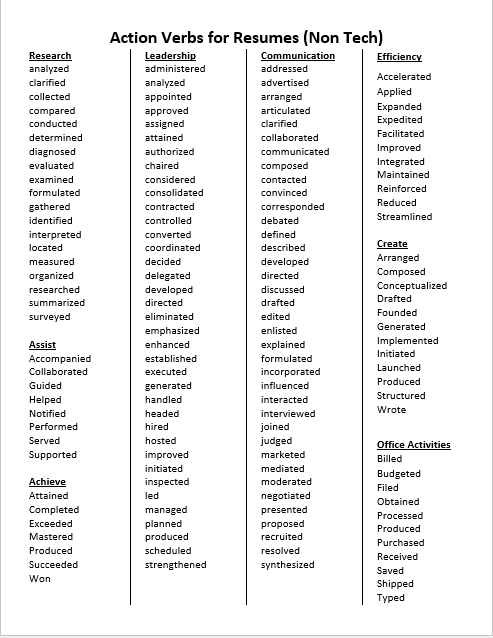 Action Verbs for Resumes (Non Tech)
Research
analyzed
clarified
collected
compared
conducted
determined
diagnosed
evaluated
examined
formulated
gathered
identified
interpreted
located
measured
organized
researched
summarized
surveyed
Assist
Accompanied
Collaborated
Guided
Helped
Notified
Performed
Served
Supported
Achieve
Attained
Completed
Exceeded
Mastered
Produced
Succeeded
Won
Leadership
administered
analyzed
appointed
approved
assigned
attained
authorized
chaired
considered
consolidated
contracted
controlled
converted
coordinated
decided
delegated
developed
directed
eliminated
emphasized
enhanced
established
executed
generated
handled
headed
hired
hosted
improved
initiated
inspected
led
managed
planned
produced
scheduled
strengthened
Communication
addressed
advertised
arranged
articulated
clarified
collaborated
communicated
composed
contacted
convinced
corresponded
debated
defined
described
developed
directed
discussed
drafted
edited
enlisted
explained
formulated
incorporated
influenced
interacted
interviewed
joined
judged
marketed
mediated
moderated
negotiated
presented
proposed
recruited
resolved
synthesized
Efficiency
Accelerated
Applied
Expanded
Expedited
Facilitated
Improved
Integrated
Maintained
Reinforced
Reduced
Streamlined
Create
Arranged
Composed
Conceptualized
Drafted
Founded
Generated
Implemented
Initiated
Launched
Produced
Structured
Wrote
Office Activities
Billed
Budgeted
Filed
Obtained
Processed
Produced
Purchased
Received
Saved
Shipped
Typed